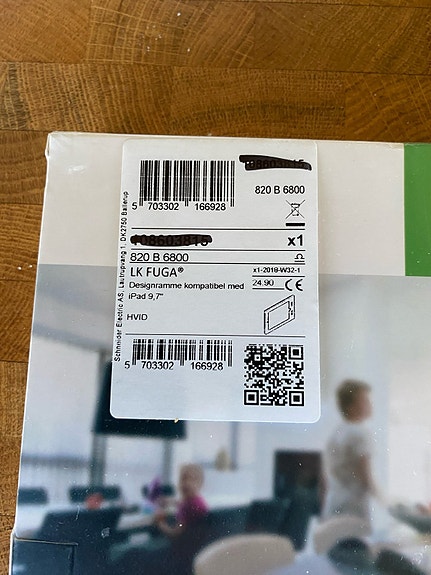 820 B 6800
5 703302 166928
x1
820 B 6800
LK FUGA®
x1-2018-W32-1
Designramme kompatibel med
iPad 9,7"
24.90 CE
HVID
5 703302 166928
Schneider Electric AS, Lautrupvang 1, DK2750 Ballerup